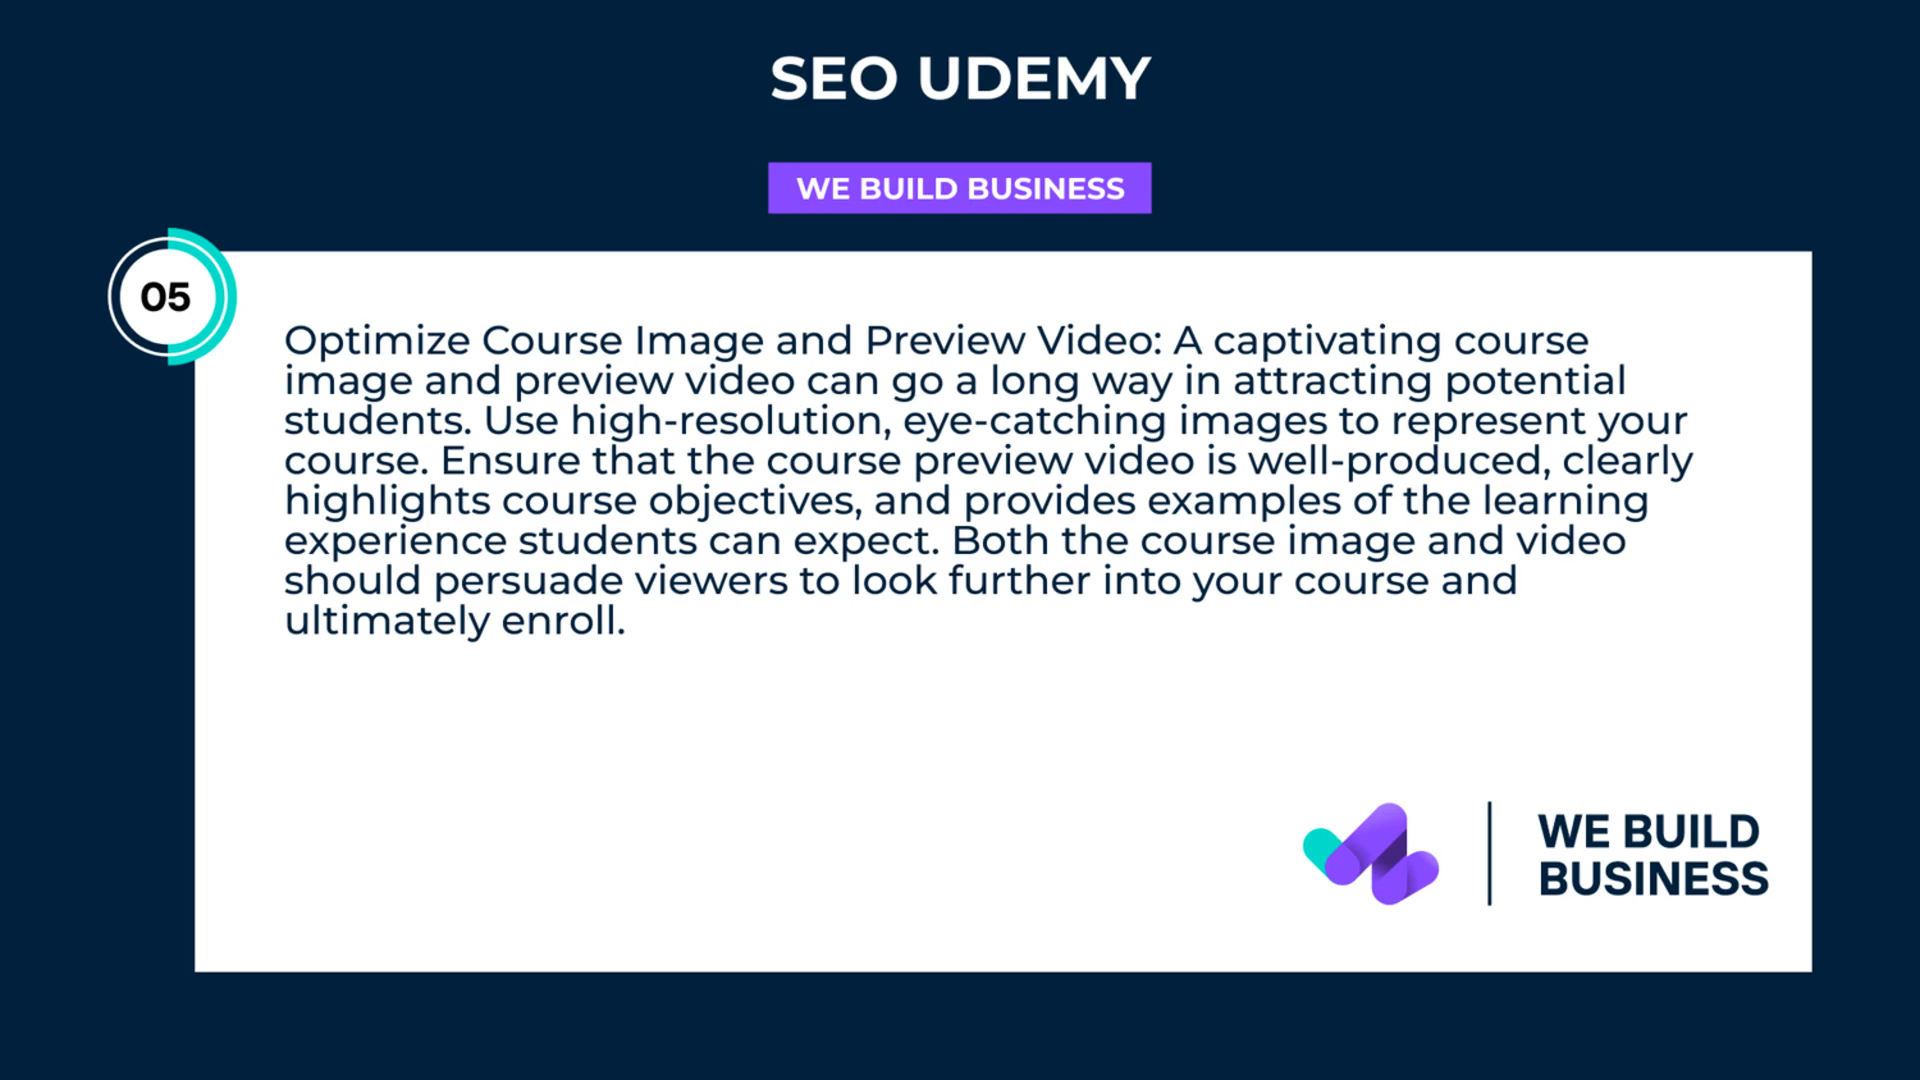 SEO UDEMY
WE BUILD BUSINESS
05
Optimize Course Image and Preview Video: A captivating course
image and preview video can go a long way in attracting potential
students. Use high-resolution, eye-catching images to represent your
course. Ensure that the course preview video is well-produced, clearly
highlights course objectives, and provides examples of the learning
experience students can expect. Both the course image and video
should persuade viewers to look further into your course and
ultimately enroll.
WE BUILD
BUSINESS